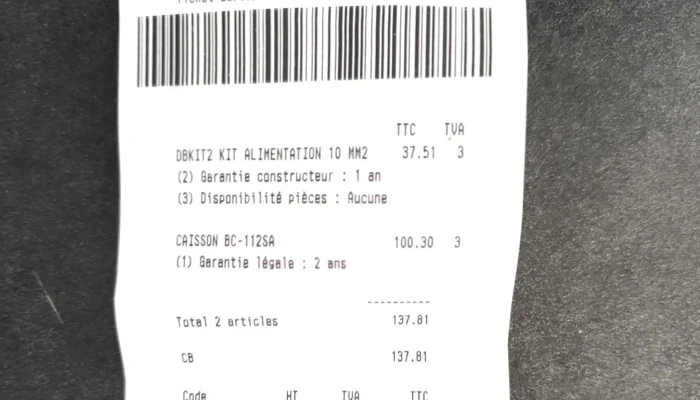 TTC TVA
DBKIT2 KIT ALIMENTATION 10 MM2 37.51 3
(2) Garantie constructeur : 1 an
(3) Disponibilité pièces : Aucune
CAISSON BC-112SA 100.30 3
(1) Garantie légale : 2 ans
----------
Total 2 articles 137.81
CB 137.81
Code HT TVA TTC